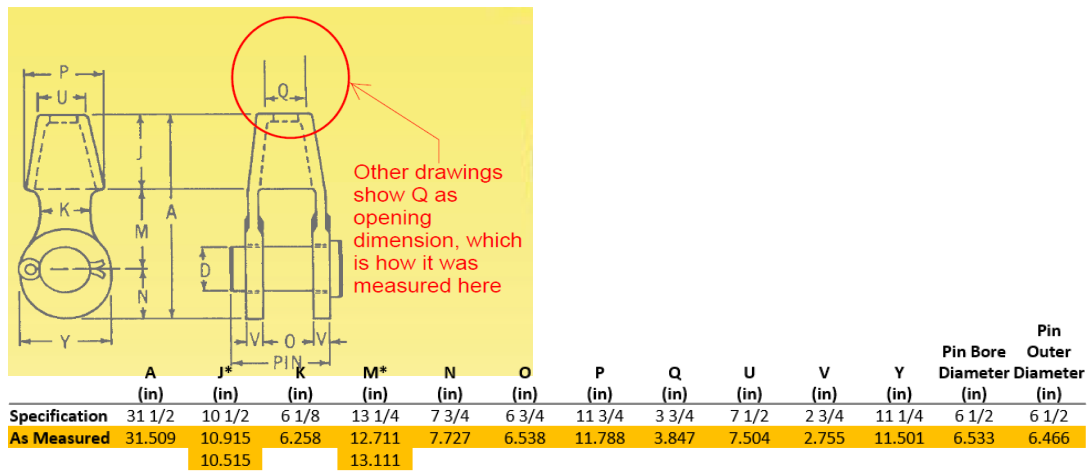 P
U
Q
J
K
A
M
D
N
Y
V O V
PIN
Other drawings
show Q as
opening
dimension, which
is how it was
measured here
A J* K M* N O P Q U V Y Pin Bore Diameter Pin Outer Diameter
(in) (in) (in) (in) (in) (in) (in) (in) (in) (in) (in) (in) (in)
Specification 31 1/2 10 1/2 6 1/8 13 1/4 7 3/4 6 3/4 11 3/4 3 3/4 7 1/2 2 3/4 11 1/4 6 1/2 6 1/2
As Measured 31.509 10.915 6.258 12.711 7.727 6.538 11.788 3.847 7.504 2.755 11.501 6.533 6.466
10.515 13.111